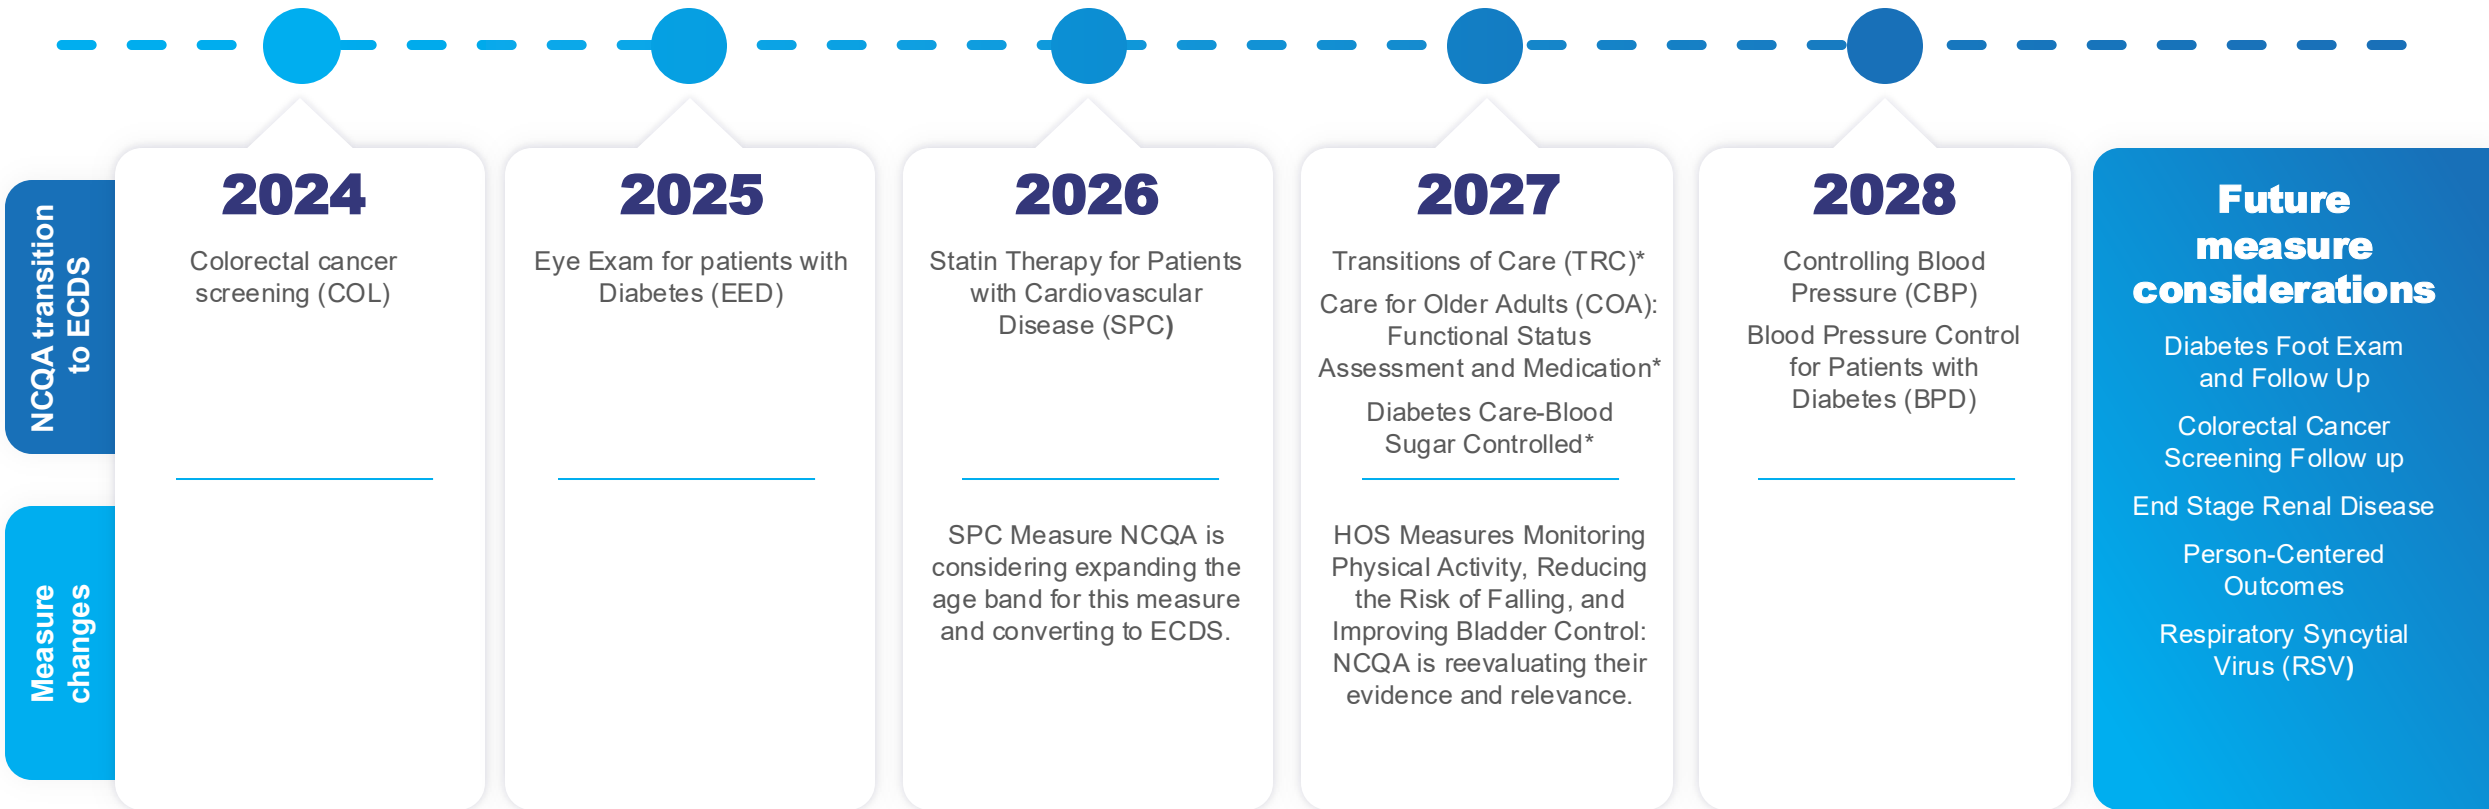 NCQA transition
to ECDS
Measure
changes
2024
Colorectal cancer
screening (COL)
2025
Eye Exam for patients with
Diabetes (EED)
2026
Statin Therapy for Patients
with Cardiovascular
Disease (SPC)
SPC Measure NCQA is
considering expanding the
age band for this measure
and converting to ECDS.
2027
Transitions of Care (TRC)*
Care for Older Adults (COA):
Functional Status
Assessment and Medication*
Diabetes Care-Blood
Sugar Controlled*
HOS Measures Monitoring
Physical Activity, Reducing
the Risk of Falling, and
Improving Bladder Control:
NCQA is reevaluating their
evidence and relevance.
2028
Controlling Blood
Pressure (CBP)
Blood Pressure Control
for Patients with
Diabetes (BPD)
Future
measure
considerations
Diabetes Foot Exam
and Follow Up
Colorectal Cancer
Screening Follow up
End Stage Renal Disease
Person-Centered
Outcomes
Respiratory Syncytial
Virus (RSV)